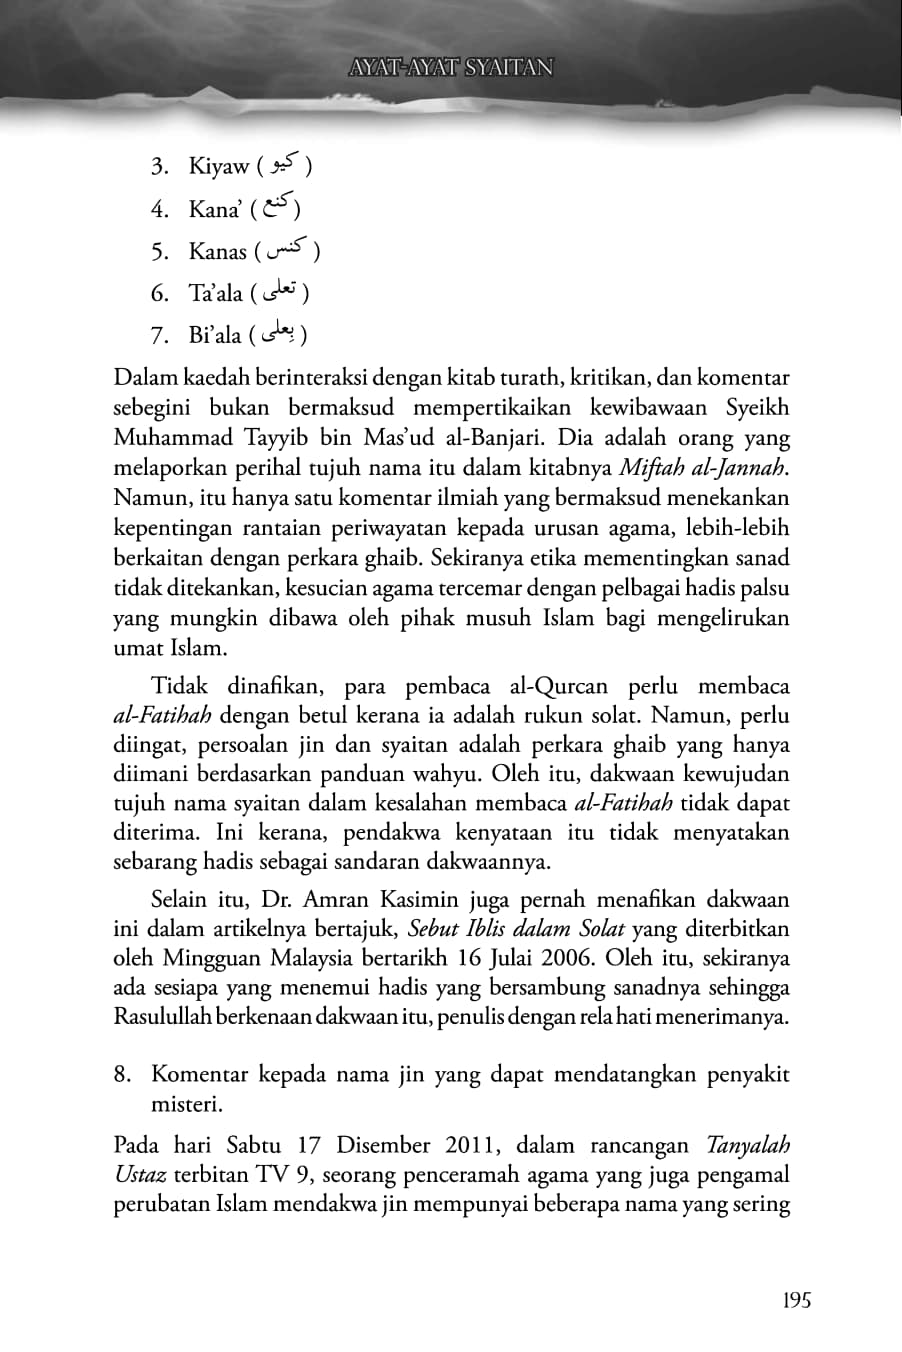 AYAT-AYAT SYAITAN
3. Kiyaw ( كيو )
4. Kana’ ( كنع )
5. Kanas ( كنس )
6. Ta’ala ( تعلى )
7. Bi’ala ( بِعلى )
Dalam kaedah berinteraksi dengan kitab turath, kritikan, dan komentar
sebegini bukan bermaksud mempertikaikan kewibawaan Syeikh
Muhammad Tayyib bin Mas’ud al-Banjari. Dia adalah orang yang
melaporkan perihal tujuh nama itu dalam kitabnya Miftah al-Jannah.
Namun, itu hanya satu komentar ilmiah yang bermaksud menekankan
kepentingan rantaian periwayatan kepada urusan agama, lebih-lebih
berkaitan dengan perkara ghaib. Sekiranya etika mementingkan sanad
tidak ditekankan, kesucian agama tercemar dengan pelbagai hadis palsu
yang mungkin dibawa oleh pihak musuh Islam bagi mengelirukan
umat Islam.
Tidak dinafikan, para pembaca al-Qurcan perlu membaca
al-Fatihah dengan betul kerana ia adalah rukun solat. Namun, perlu
diingat, persoalan jin dan syaitan adalah perkara ghaib yang hanya
diimani berdasarkan panduan wahyu. Oleh itu, dakwaan kewujudan
tujuh nama syaitan dalam kesalahan membaca al-Fatihah tidak dapat
diterima. Ini kerana, pendakwa kenyataan itu tidak menyatakan
sebarang hadis sebagai sandaran dakwaannya.
Selain itu, Dr. Amran Kasimin juga pernah menafikan dakwaan
ini dalam artikelnya bertajuk, Sebut Iblis dalam Solat yang diterbitkan
oleh Mingguan Malaysia bertarikh 16 Julai 2006. Oleh itu, sekiranya
ada sesiapa yang menemui hadis yang bersambung sanadnya sehingga
Rasulullah berkenaan dakwaan itu, penulis dengan rela hati menerimanya.
8. Komentar kepada nama jin yang dapat mendatangkan penyakit
misteri.
Pada hari Sabtu 17 Disember 2011, dalam rancangan Tanyalah
Ustaz terbitan TV 9, seorang penceramah agama yang juga pengamal
perubatan Islam mendakwa jin mempunyai beberapa nama yang sering
195